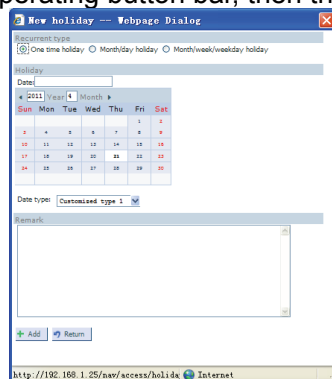 perating button bar, then th
New holiday -- Webpage Dialog
Recurrent type
One time holiday Month/day holiday Month/week/weekday holiday
Holiday
Date:
2011 Year 4 Month
Sun Mon Tue Wed Thu Fri Sat
1 2
3 4 5 6 7 8 9
10 11 12 13 14 15 16
17 18 19 20 21 22 23
24 25 26 27 28 29 30
Date type: Customized type 1
Remark
Add Return
http://192.168.1.25/nav/access/holida Internet